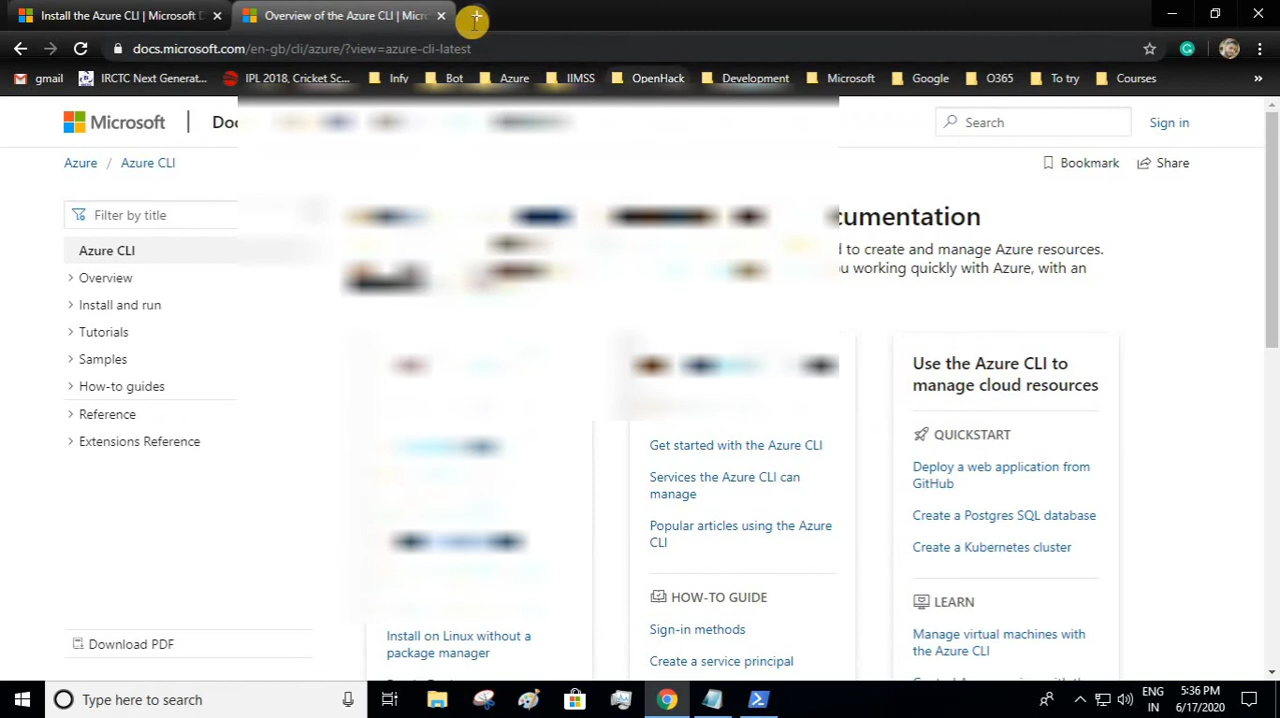 Install the Azure CLI | Microsoft D
Overview of the Azure CLI | Micr
docs.microsoft.com/en-gb/cli/azure/?view=azure-cli-latest
gmail
IRCTC Next Generat...
IPL 2018, Cricket Sc...
Infy
Bot
Azure
IIMSS
OpenHack
Development
Microsoft
Google
O365
To try
Courses
»
Microsoft
Doc
Search
Sign in
Azure / Azure CLI
Bookmark
Share
Filter by title
Azure CLI
Overview
Install and run
Tutorials
Samples
How-to guides
Reference
Extensions Reference
Download PDF
cumentation
d to create and manage Azure resources.
u working quickly with Azure, with an
Install on Linux without a
package manager
Get started with the Azure CLI
Services the Azure CLI can
manage
Popular articles using the Azure
CLI
HOW-TO GUIDE
Sign-in methods
Create a service principal
Use the Azure CLI to
manage cloud resources
QUICKSTART
Deploy a web application from
GitHub
Create a Postgres SQL database
Create a Kubernetes cluster
LEARN
Manage virtual machines with
the Azure CLI
Type here to search
ENG
IN
5:36 PM
6/17/2020